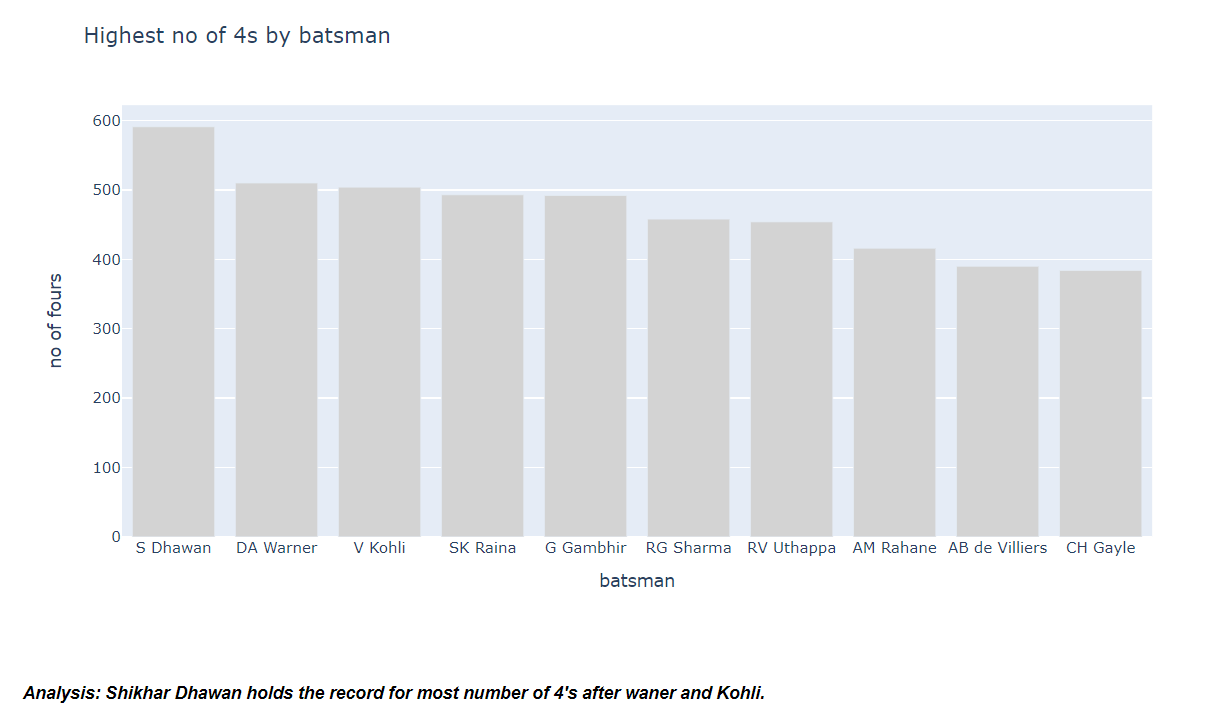 Highest no of 4s by batsman
600
500
400
300
200
100
0
no of fours
S Dhawan DA Warner V Kohli SK Raina G Gambhir RG Sharma RV Uthappa AM Rahane AB de Villiers CH Gayle
batsman
Analysis: Shikhar Dhawan holds the record for most number of 4's after waner and Kohli.